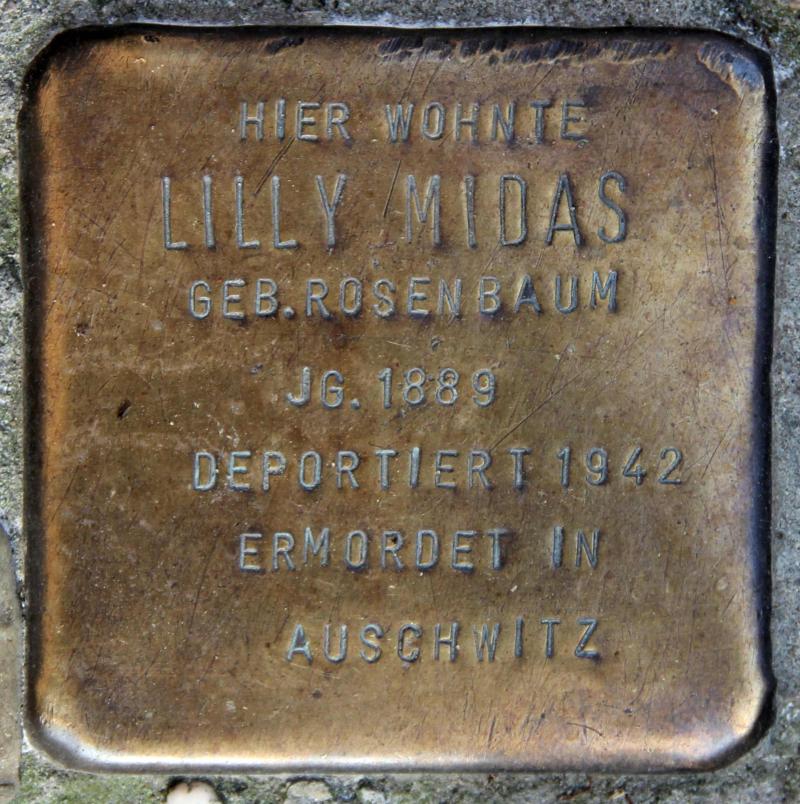 HIER WOHNTE
LILLY MIDAS
GEB. ROSENBAUM
JG. 1889
DEPORTIERT 1942
ERMORDET IN
AUSCHWITZ